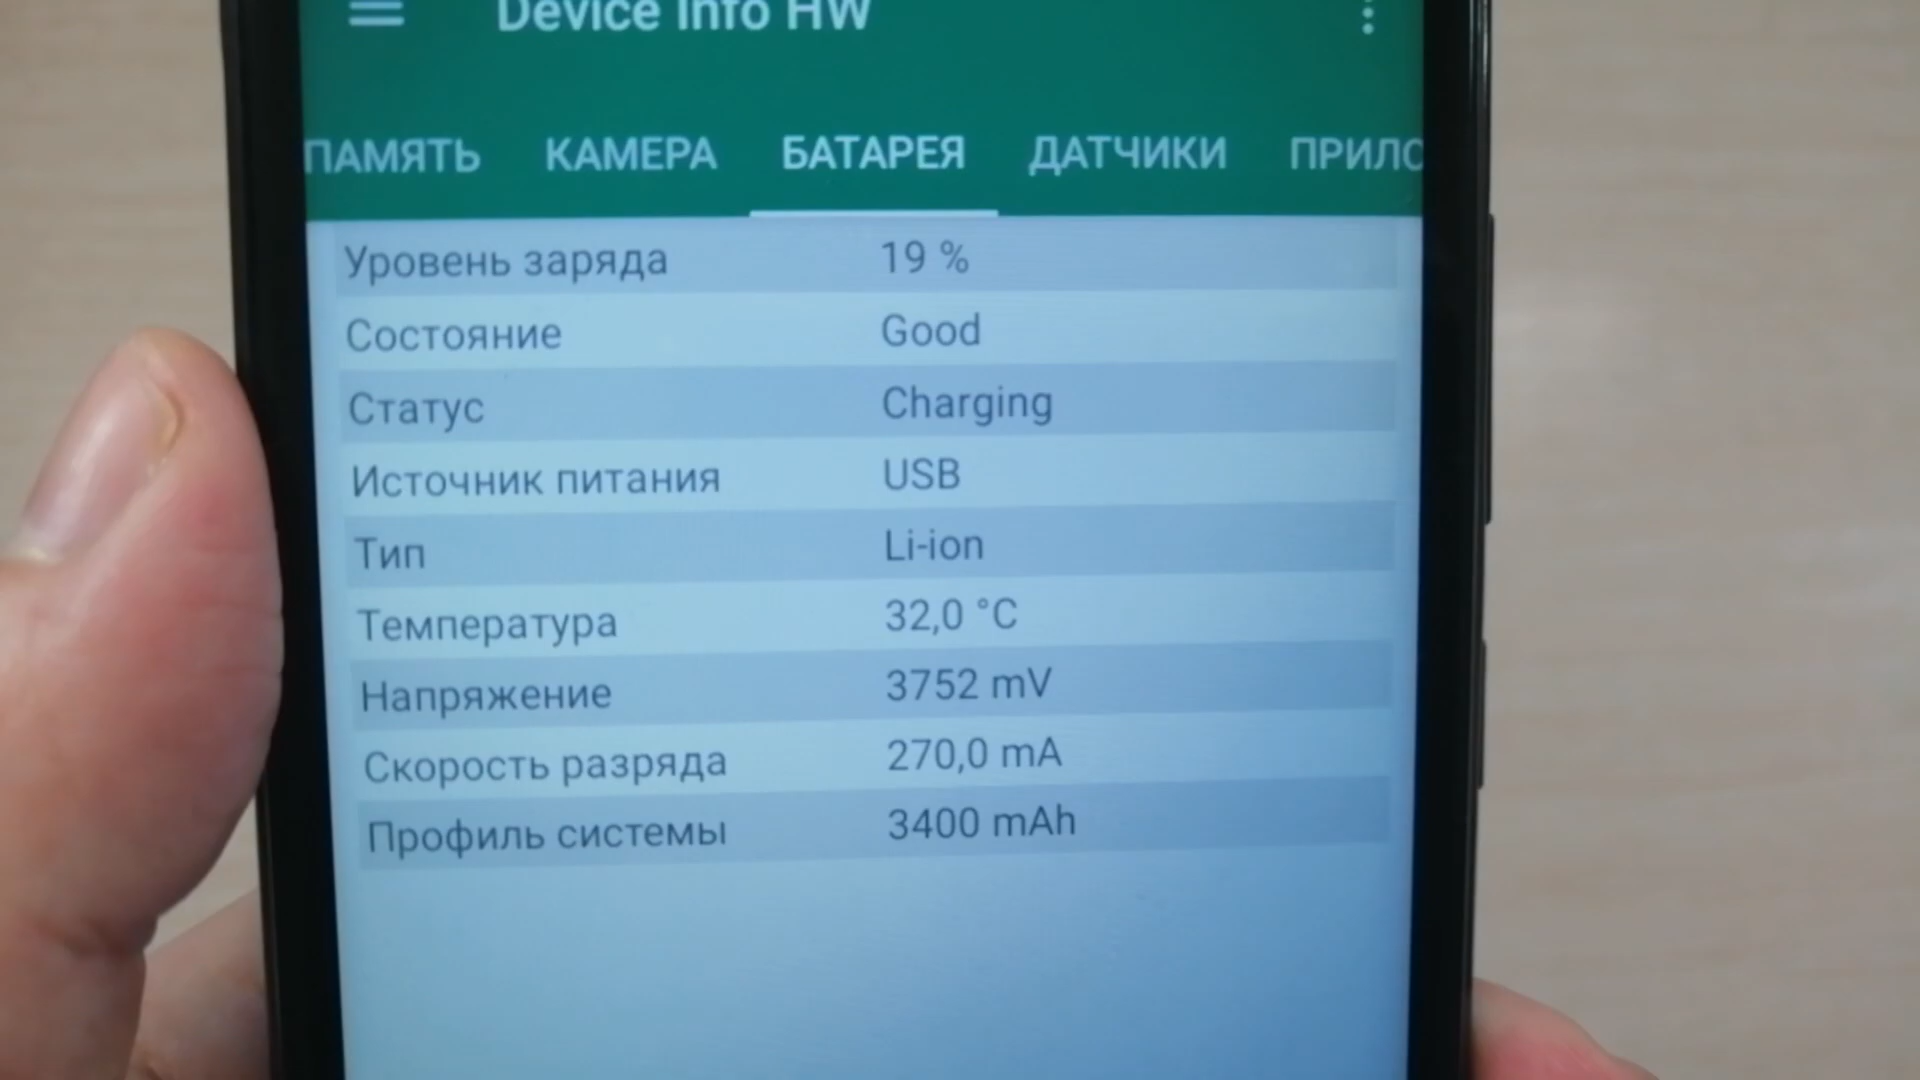 Device Info HW
ПАМЯТЬ КАМЕРА БАТАРЕЯ ДАТЧИКИ ПРИЛО
Уровень заряда 19 %
Состояние Good
Статус Charging
Источник питания USB
Тип Li-ion
Температура 32,0 °C
Напряжение 3752 mV
Скорость разряда 270,0 mA
Профиль системы 3400 mAh